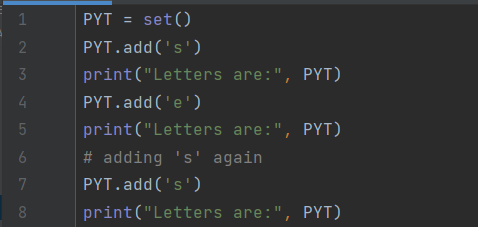 1 PYT = set()
2 PYT.add('s')
3 print("Letters are:", PYT)
4 PYT.add('e')
5 print("Letters are:", PYT)
6 # adding 's' again
7 PYT.add('s')
8 print("Letters are:", PYT)